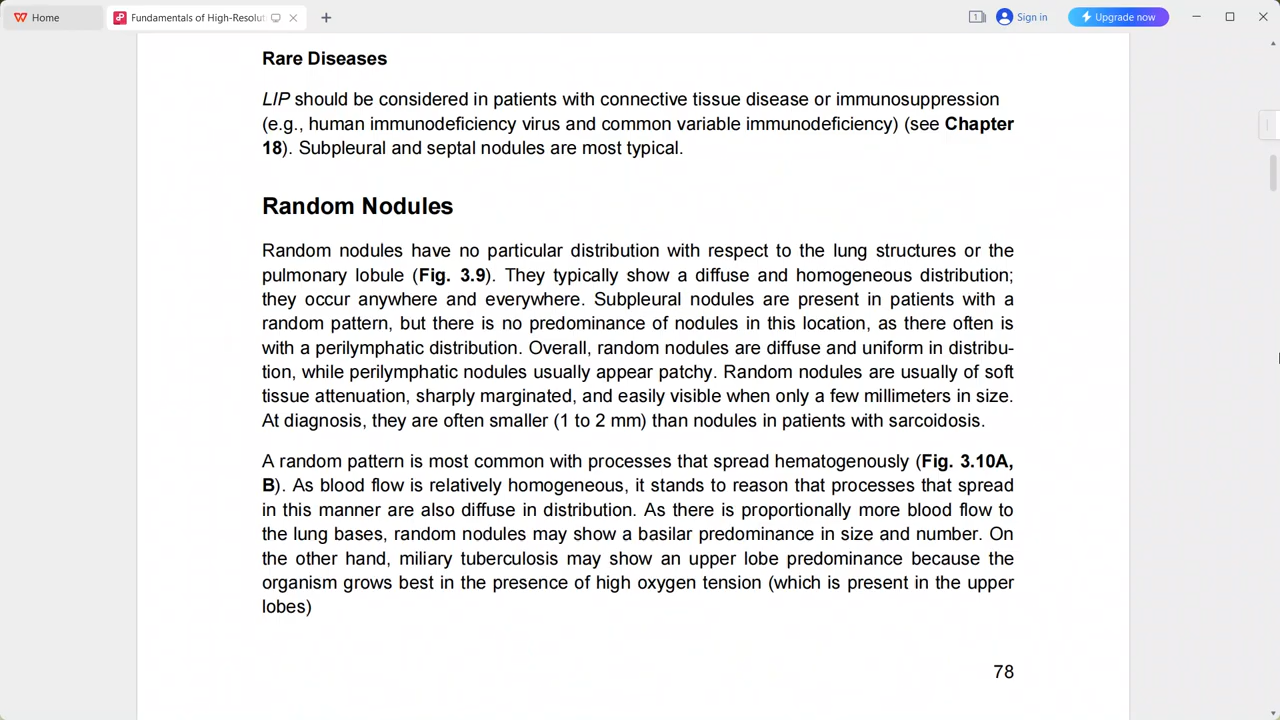 Home
Fundamentals of High-Resolut
1
Sign in
Upgrade now
Rare Diseases
LIP should be considered in patients with connective tissue disease or immunosuppression
(e.g., human immunodeficiency virus and common variable immunodeficiency) (see Chapter
18). Subpleural and septal nodules are most typical.
Random Nodules
Random nodules have no particular distribution with respect to the lung structures or the
pulmonary lobule (Fig. 3.9). They typically show a diffuse and homogeneous distribution;
they occur anywhere and everywhere. Subpleural nodules are present in patients with a
random pattern, but there is no predominance of nodules in this location, as there often is
with a perilymphatic distribution. Overall, random nodules are diffuse and uniform in distribu-
tion, while perilymphatic nodules usually appear patchy. Random nodules are usually of soft
tissue attenuation, sharply marginated, and easily visible when only a few millimeters in size.
At diagnosis, they are often smaller (1 to 2 mm) than nodules in patients with sarcoidosis.
A random pattern is most common with processes that spread hematogenously (Fig. 3.10A,
B). As blood flow is relatively homogeneous, it stands to reason that processes that spread
in this manner are also diffuse in distribution. As there is proportionally more blood flow to
the lung bases, random nodules may show a basilar predominance in size and number. On
the other hand, miliary tuberculosis may show an upper lobe predominance because the
organism grows best in the presence of high oxygen tension (which is present in the upper
lobes)
78